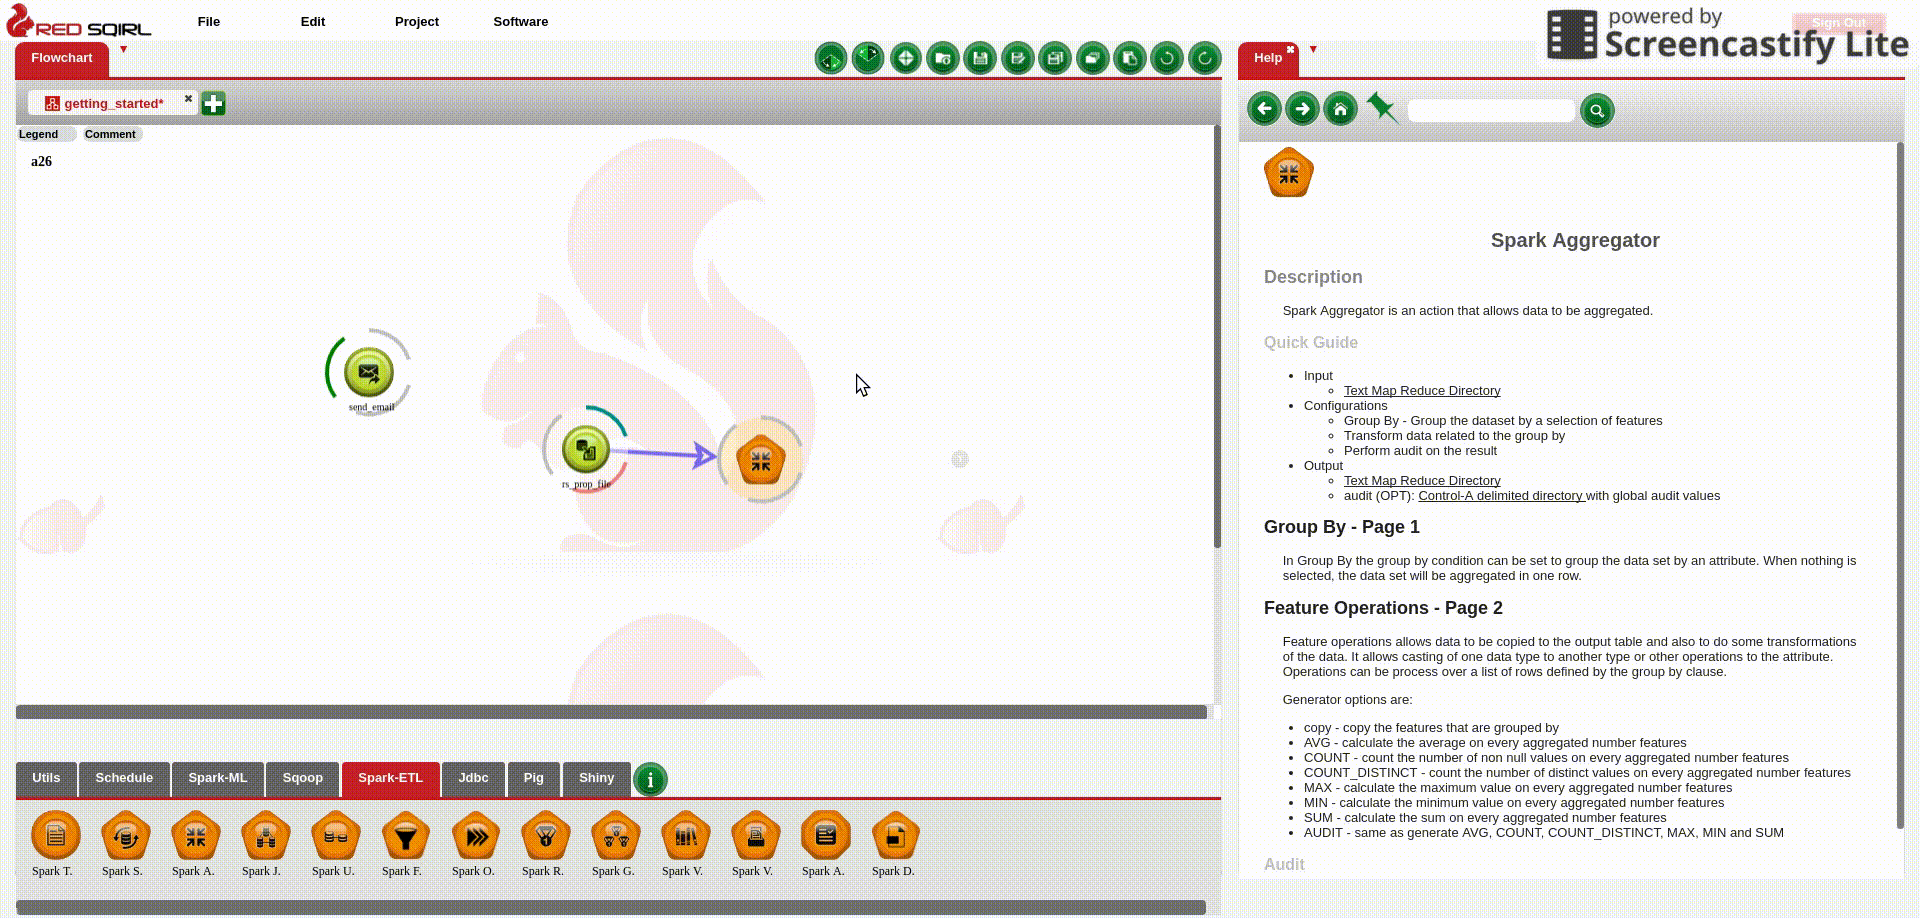 RED SQIRL
File Edit Project Software
powered by
Screencastify Lite
Sign Out
Flowchart
Help
getting_started*
Legend Comment
a26
send_email
rs_prop_file
Utils Schedule Spark-ML Sqoop Spark-ETL Jdbc Pig Shiny
Spark T. Spark S. Spark A. Spark J. Spark U. Spark F. Spark O. Spark R. Spark G. Spark V. Spark V. Spark A. Spark D.
Spark Aggregator
Description
Spark Aggregator is an action that allows data to be aggregated.
Quick Guide
Input
Text Map Reduce Directory
Configurations
Group By - Group the dataset by a selection of features
Transform data related to the group by
Perform audit on the result
Output
Text Map Reduce Directory
audit (OPT): Control-A delimited directory with global audit values
Group By - Page 1
In Group By the group by condition can be set to group the data set by an attribute. When nothing is
selected, the data set will be aggregated in one row.
Feature Operations - Page 2
Feature operations allows data to be copied to the output table and also to do some transformations
of the data. It allows casting of one data type to another type or other operations to the attribute.
Operations can be process over a list of rows defined by the group by clause.
Generator options are:
copy - copy the features that are grouped by
AVG - calculate the average on every aggregated number features
COUNT - count the number of non null values on every aggregated number features
COUNT_DISTINCT - count the number of distinct values on every aggregated number features
MAX - calculate the maximum value on every aggregated number features
MIN - calculate the minimum value on every aggregated number features
SUM - calculate the sum on every aggregated number features
AUDIT - same as generate AVG, COUNT, COUNT_DISTINCT, MAX, MIN and SUM
Audit